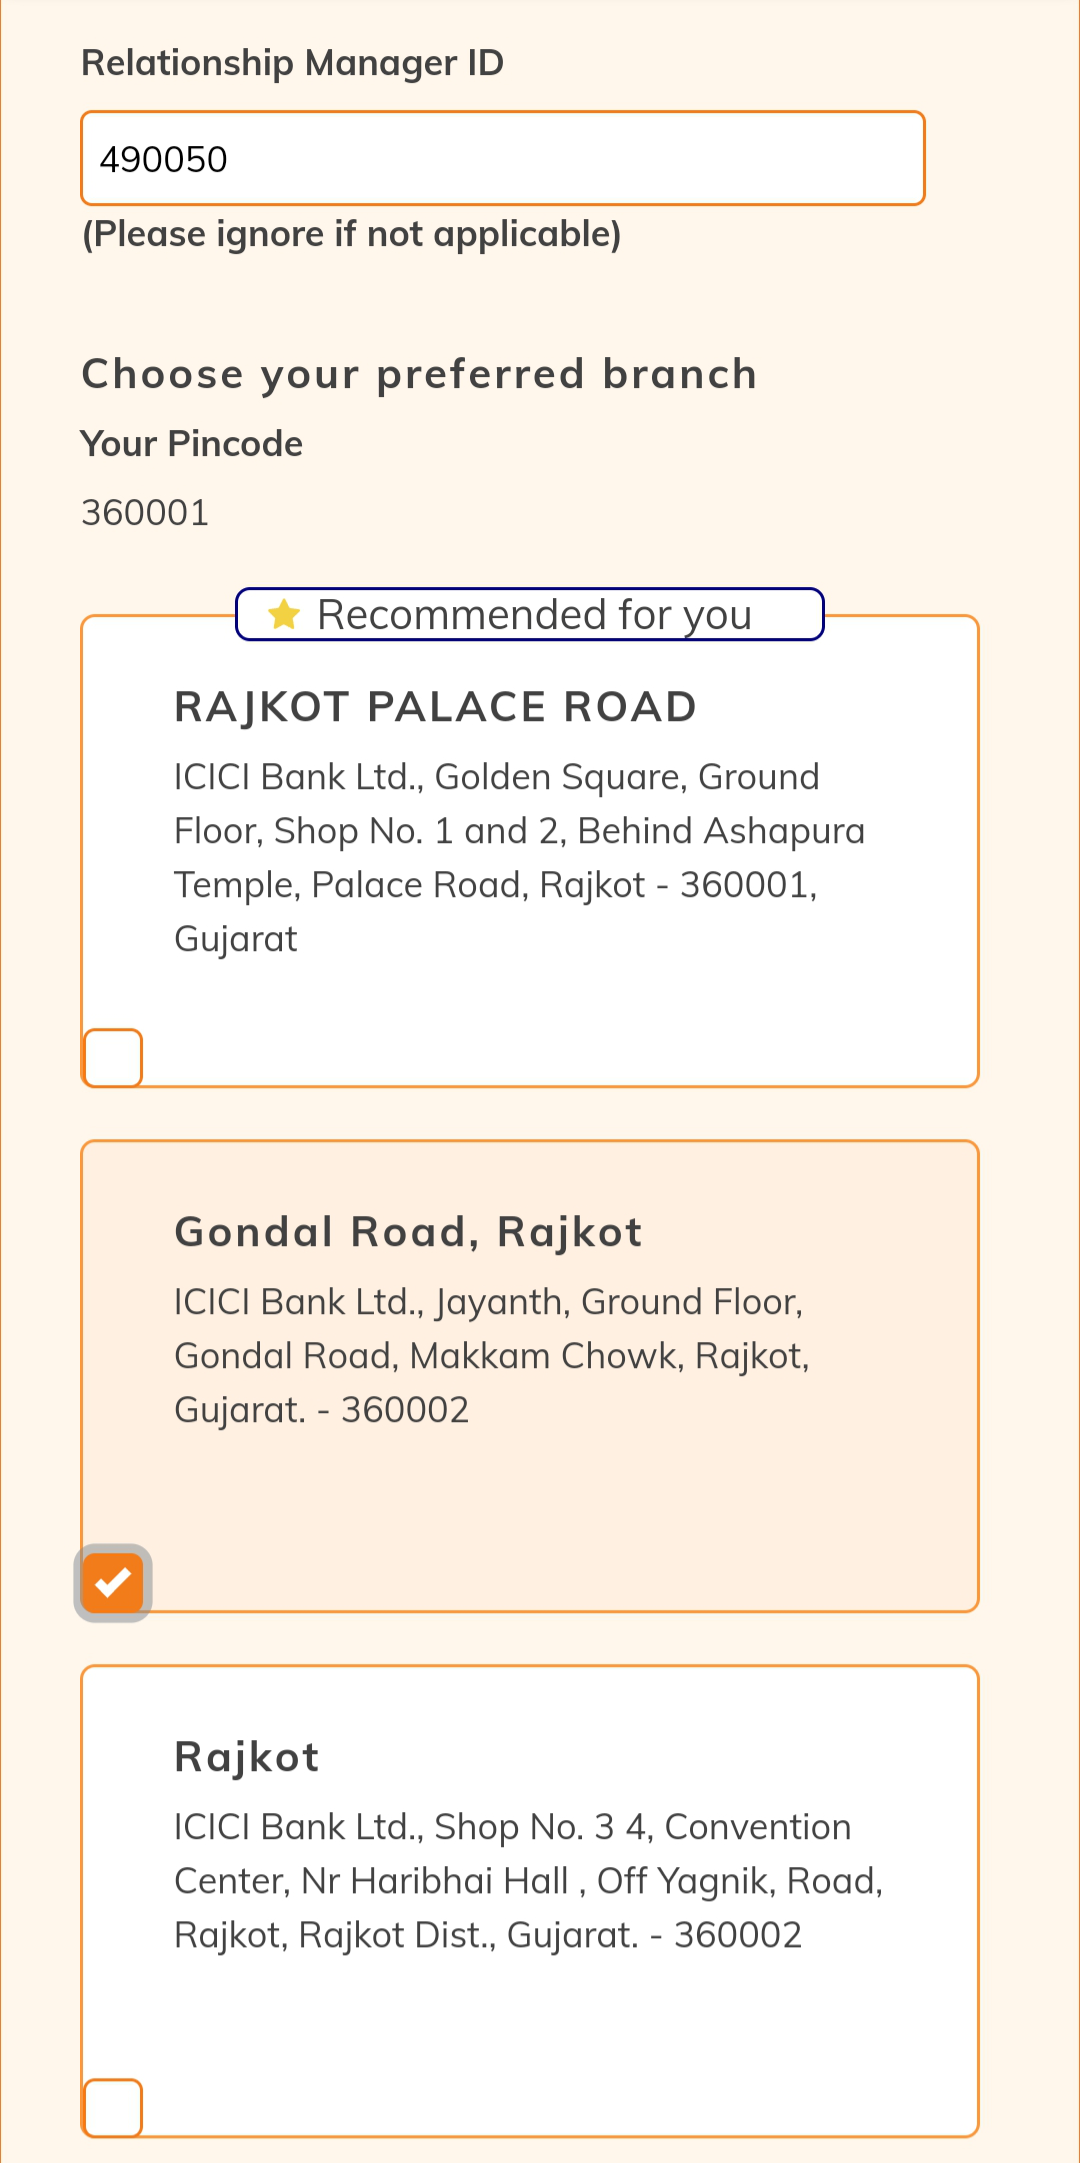 Relationship Manager ID
490050
(Please ignore if not applicable)
Choose your preferred branch
Your Pincode
360001
Recommended for you
RAJKOT PALACE ROAD
ICICI Bank Ltd., Golden Square, Ground
Floor, Shop No. 1 and 2, Behind Ashapura
Temple, Palace Road, Rajkot - 360001,
Gujarat
Gondal Road, Rajkot
ICICI Bank Ltd., Jayanth, Ground Floor,
Gondal Road, Makkam Chowk, Rajkot,
Gujarat. - 360002
Rajkot
ICICI Bank Ltd., Shop No. 3 4, Convention
Center, Nr Haribhai Hall , Off Yagnik, Road,
Rajkot, Rajkot Dist., Gujarat. - 360002